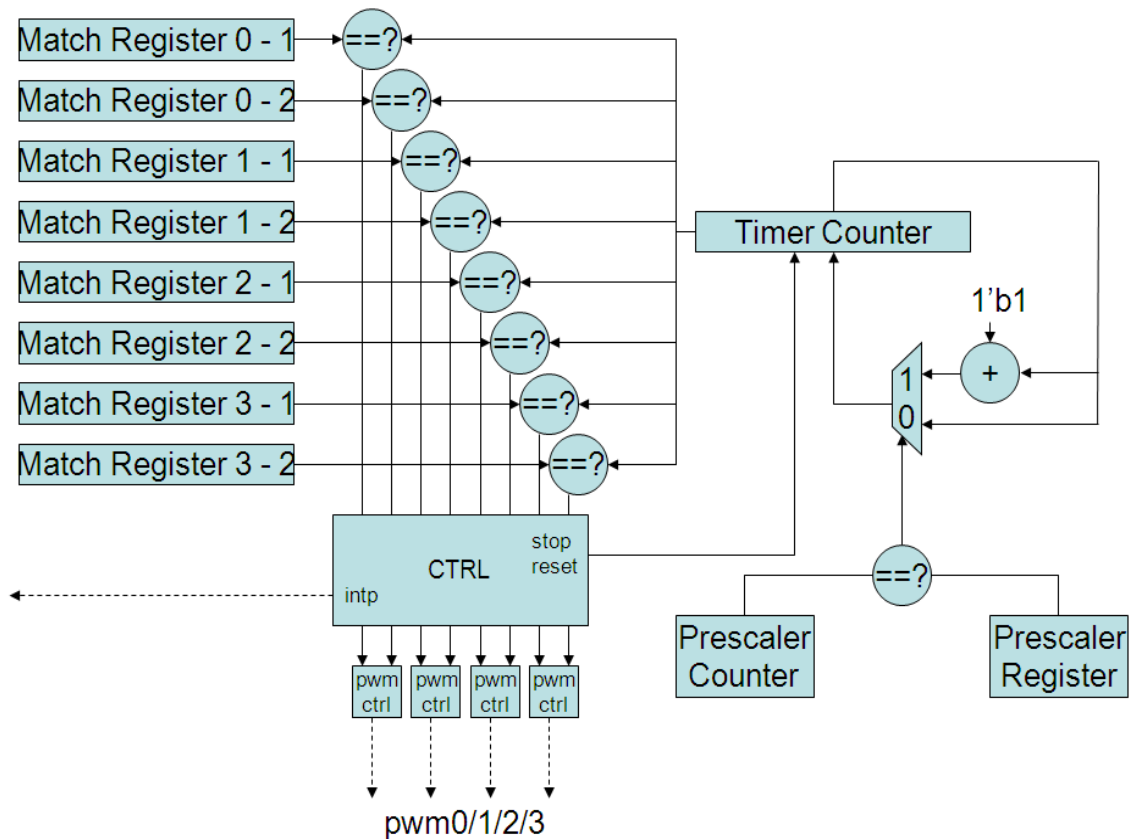 Match Register 0 - 1
==?
Match Register 0 - 2
==?
Match Register 1 - 1
==?
Match Register 1 - 2
==?
Timer Counter
Match Register 2 - 1
==?
1'b1
Match Register 2 - 2
==?
+
1
0
Match Register 3 - 1
==?
Match Register 3 - 2
==?
stop
reset
CTRL
intp
==?
Prescaler
Counter
Prescaler
Register
pwm
ctrl
pwm
ctrl
pwm
ctrl
pwm
ctrl
pwm0/1/2/3